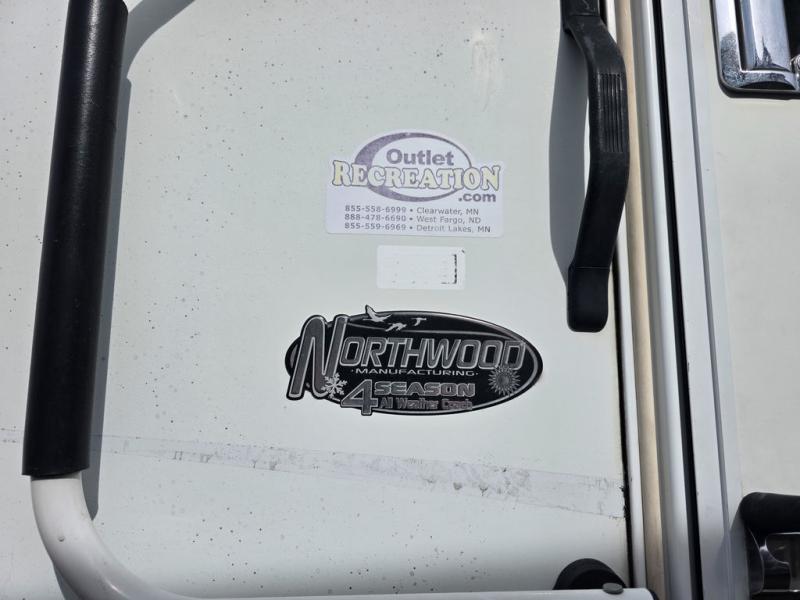 Outlet
RECREATION
.com
855-558-6999 • Clearwater, MN
888-478-6690 • West Fargo, ND
855-559-6969 • Detroit Lakes, MN
NORTHWOOD
·MANUFACTURING·
4 SEASON
All Weather Coach